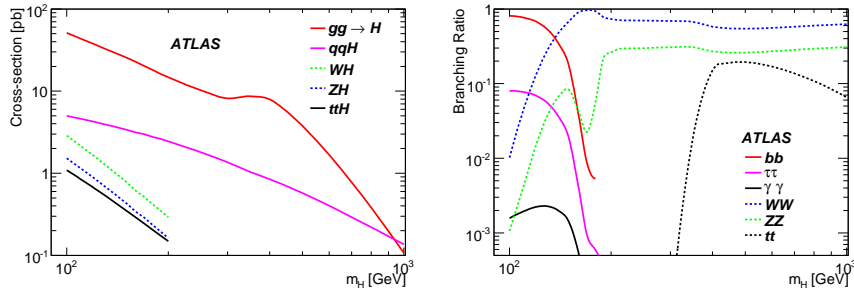 Cross-section [pb]
10²
10
1
10⁻¹
ATLAS
gg → H
qqH
WH
ZH
ttH
10²
10³
m_H [GeV]
Branching Ratio
1
10⁻¹
10⁻²
10⁻³
ATLAS
bb
ττ
γ γ
WW
ZZ
tt
10²
10³
m_H [GeV]